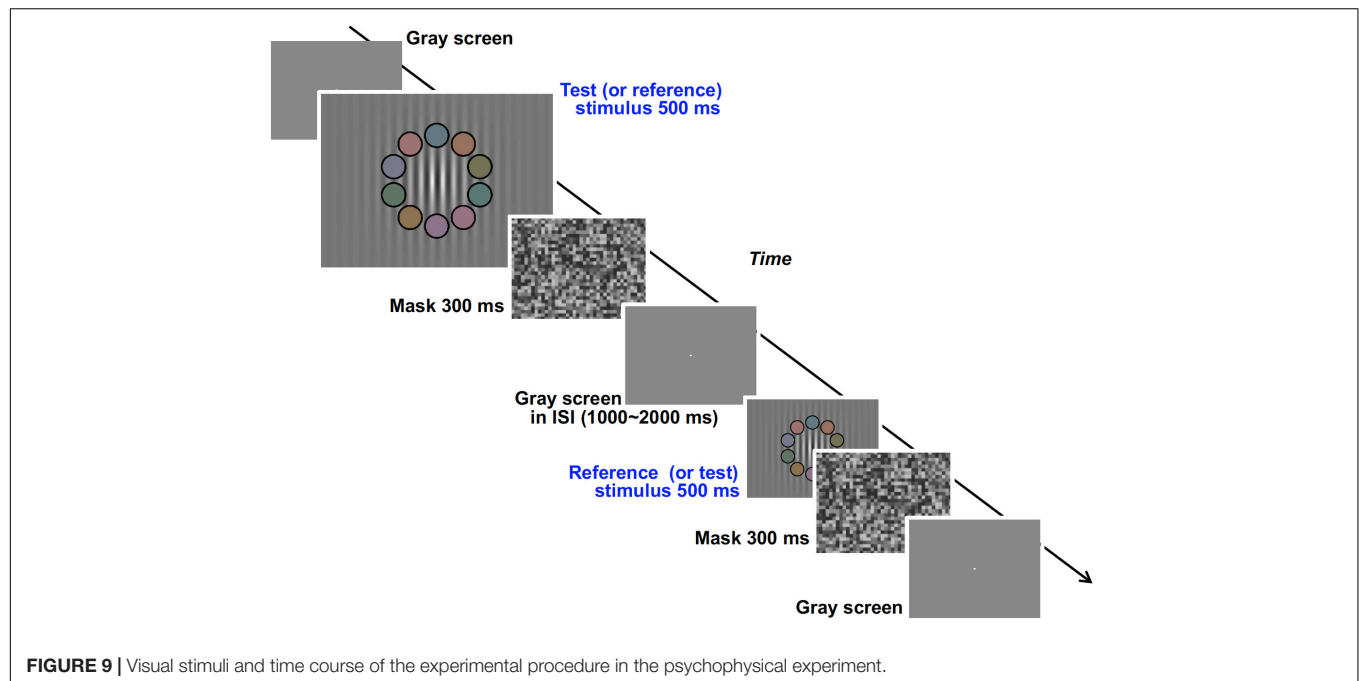 Gray screen
Test (or reference)
stimulus 500 ms
Time
Mask 300 ms
Gray screen
in ISI (1000~2000 ms)
Reference (or test)
stimulus 500 ms
Mask 300 ms
Gray screen
FIGURE 9 | Visual stimuli and time course of the experimental procedure in the psychophysical experiment.